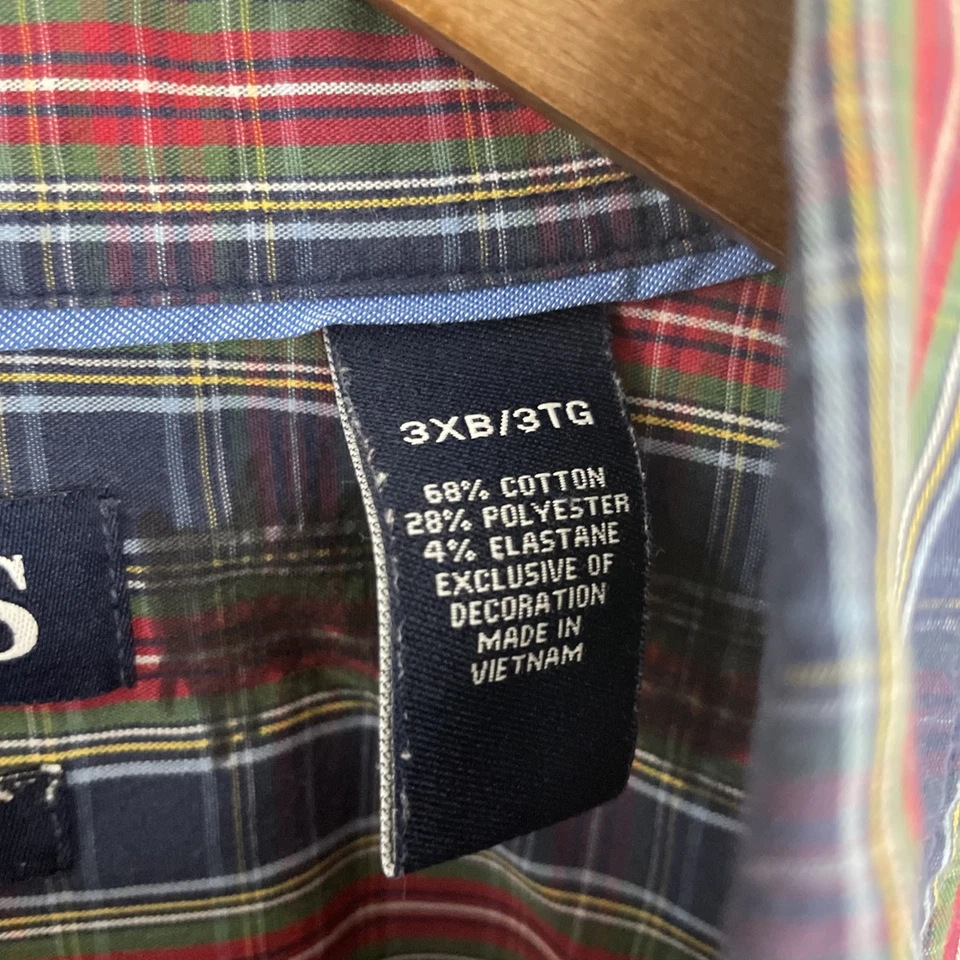 3XB/3TG
68% COTTON
28% POLYESTER
4% ELASTANE
EXCLUSIVE OF
DECORATION
MADE IN
VIETNAM
S